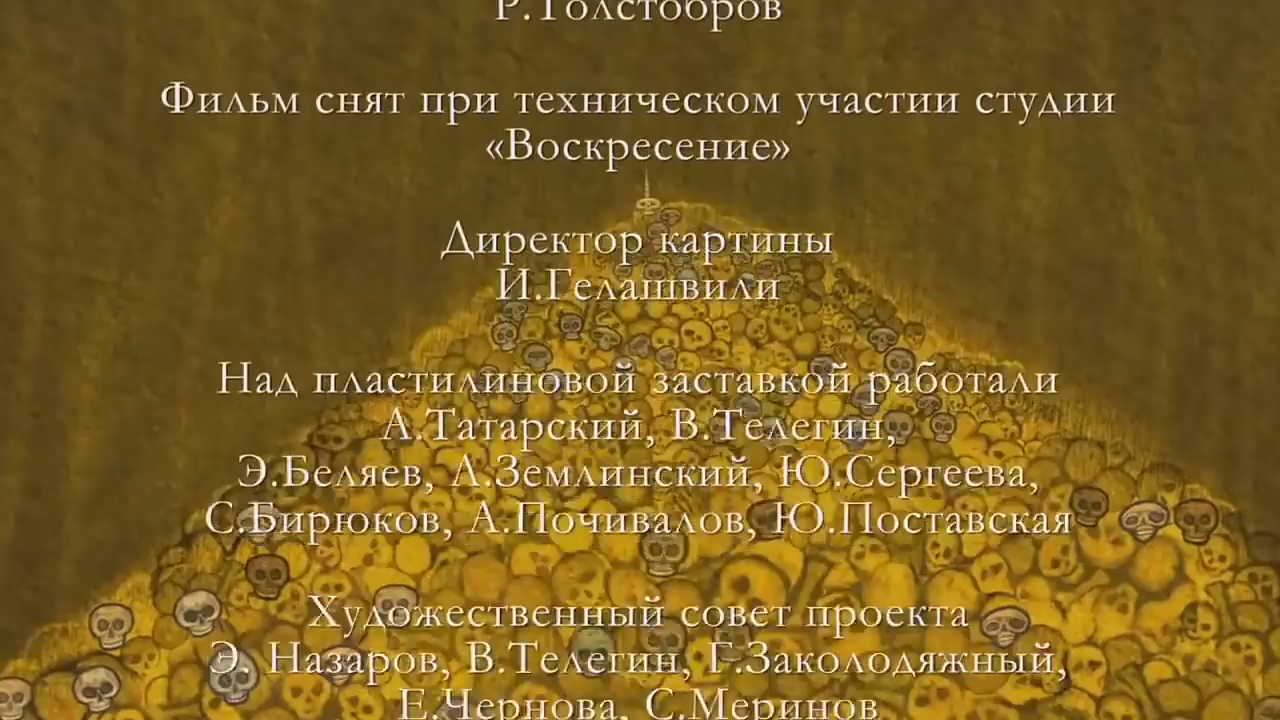 Р.Толстобров
Фильм снят при техническом участии студии
«Воскресение»
Директор картины
И.Гелашвили
Над пластилиновой заставкой работали
А.Татарский, В.Телегин,
Э.Беляев, Л.Землинский, Ю.Сергеева,
С.Бирюков, А.Почивалов, Ю.Поставская
Художественный совет проекта
Э. Назаров, В.Телегин, Г.Заколодяжный,
Е.Чернова, С.Меринов